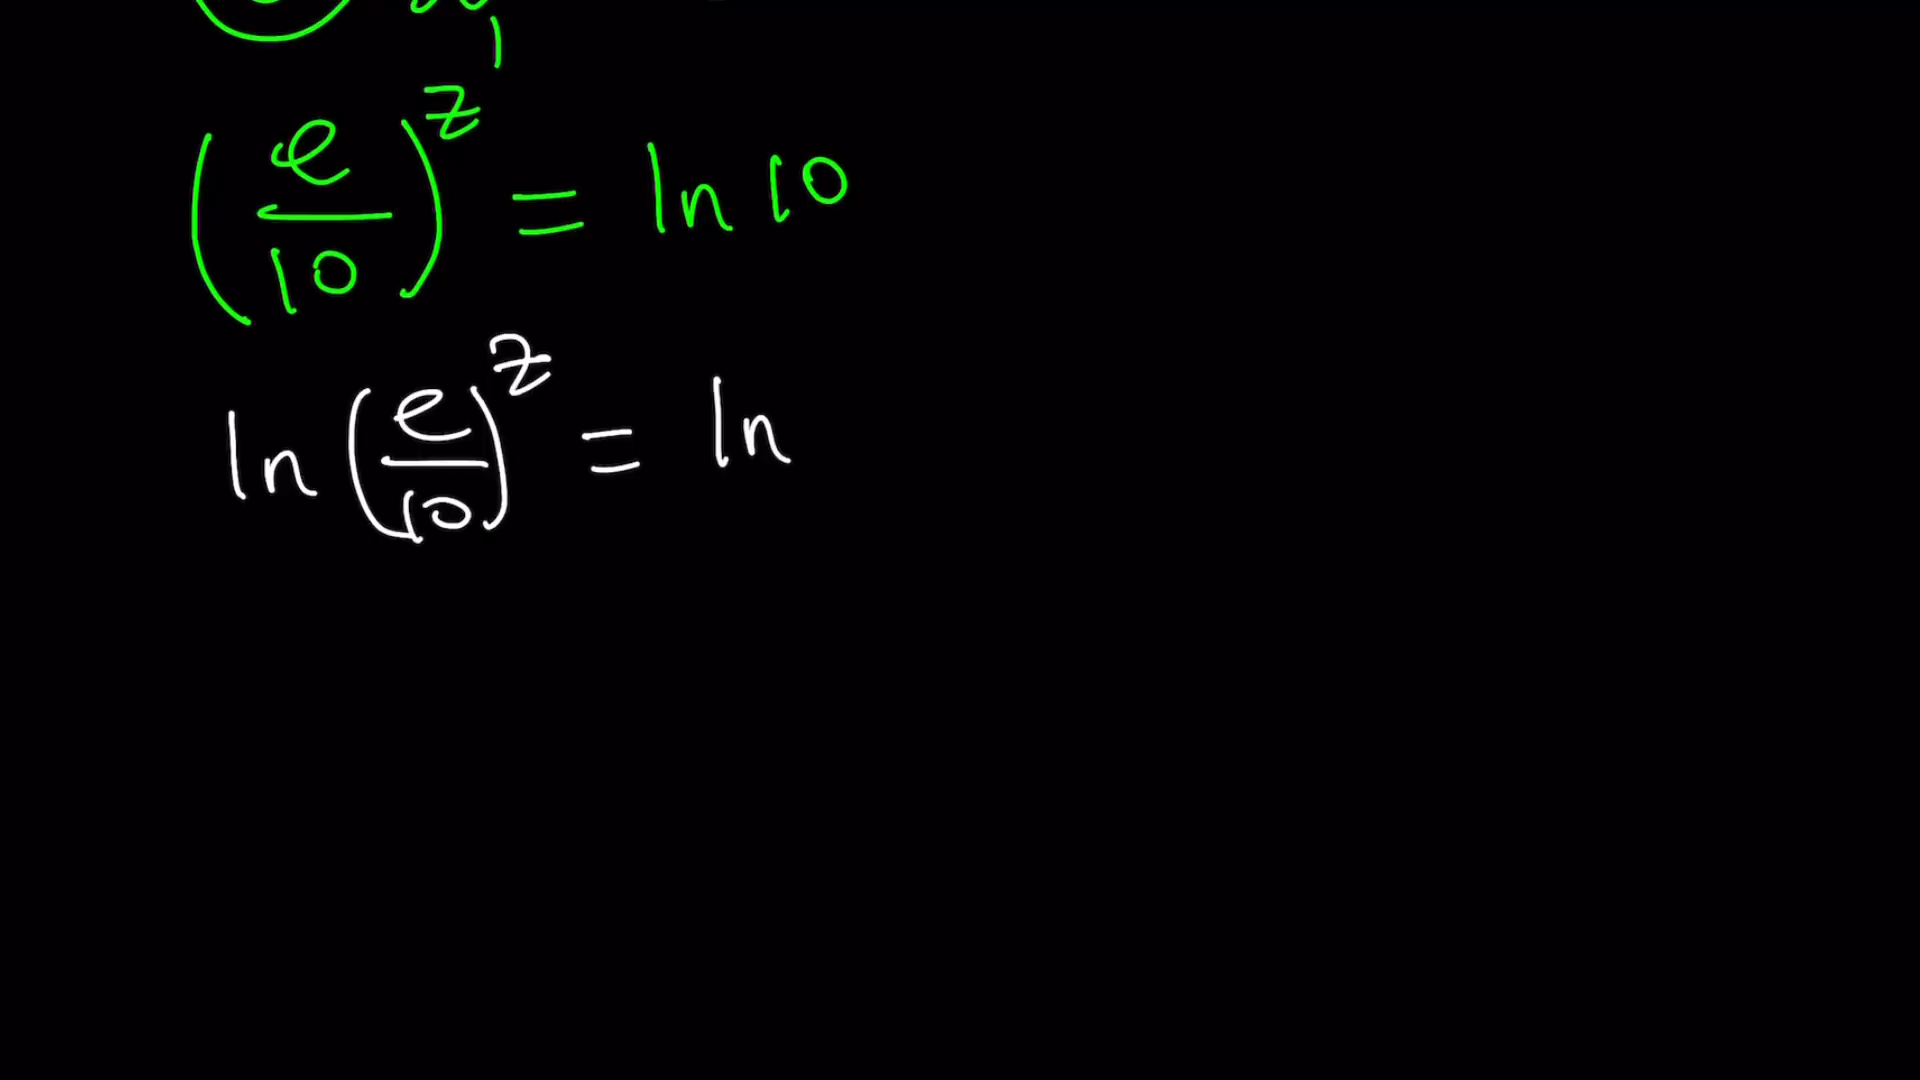 (e/10)^z = ln 10
ln (e/10)^z = ln